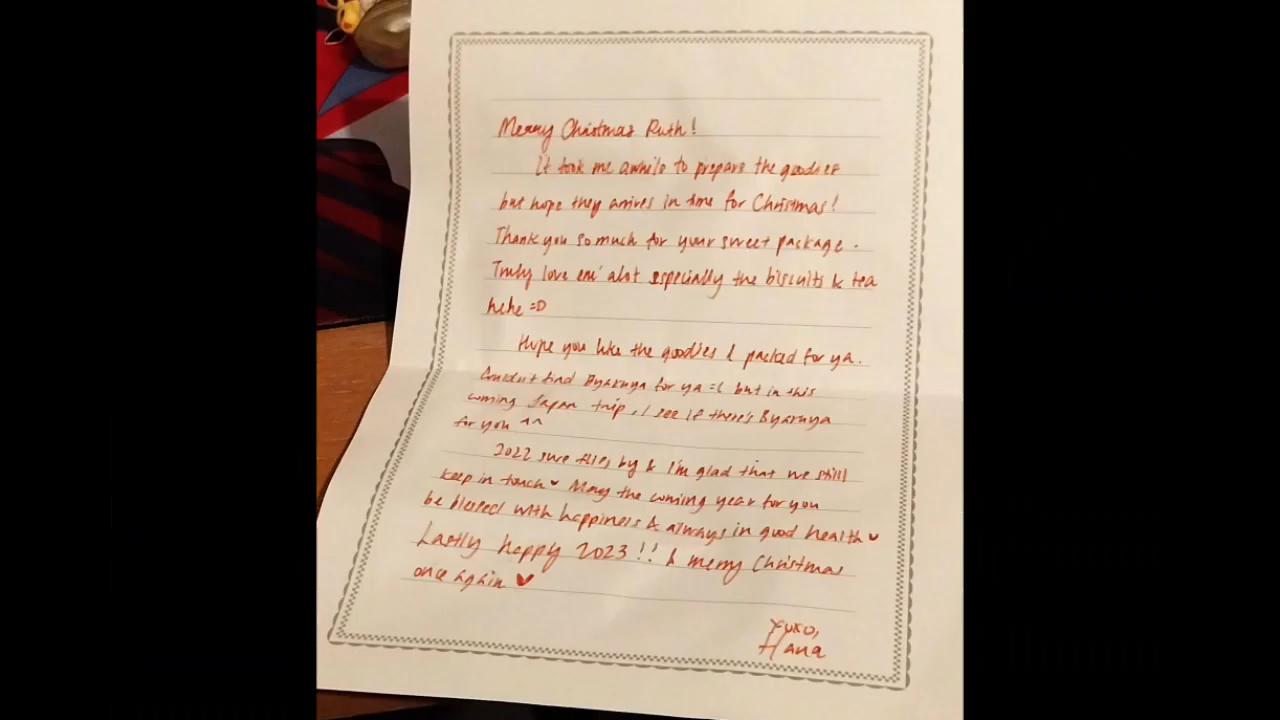 Merry Christmas Ruth!
It took me awhile to prepare the goodies
but hope they arrives in time for Christmas!
Thank you so much for your sweet package.
Truly love em' alot especially the biscuits & tea
hehe =D
Hope you like the goodies I packed for ya.
Couldn't find Byakuya for ya =( but in this
coming Japan trip, I see if there's Byakuya
for you ^^
2022 sure flies by & I'm glad that we still
keep in touch ♥ May the coming year for you
be blessed with happiness & always in good health ♥
Lastly happy 2023!! & merry Christmas
once again ♥
Hana